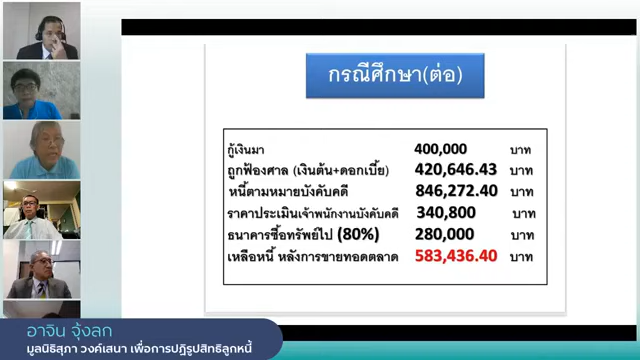 กรณีศึกษา(ต่อ)
กู้เงินมา 400,000 บาท
ถูกฟ้องศาล (เงินต้น+ดอกเบี้ย) 420,646.43 บาท
หนี้ตามหมายบังคับคดี 846,272.40 บาท
ราคาประเมินเจ้าพนักงานบังคับคดี 340,800 บาท
ธนาคารซื้อทรัพย์ไป (80%) 280,000 บาท
เหลือหนี้ หลังการขายทอดตลาด 583,436.40 บาท
อาจิน จุ้งลก
มูลนิธิสุภา วงค์เสนา เพื่อการปฏิรูปสิทธิลูกหนี้